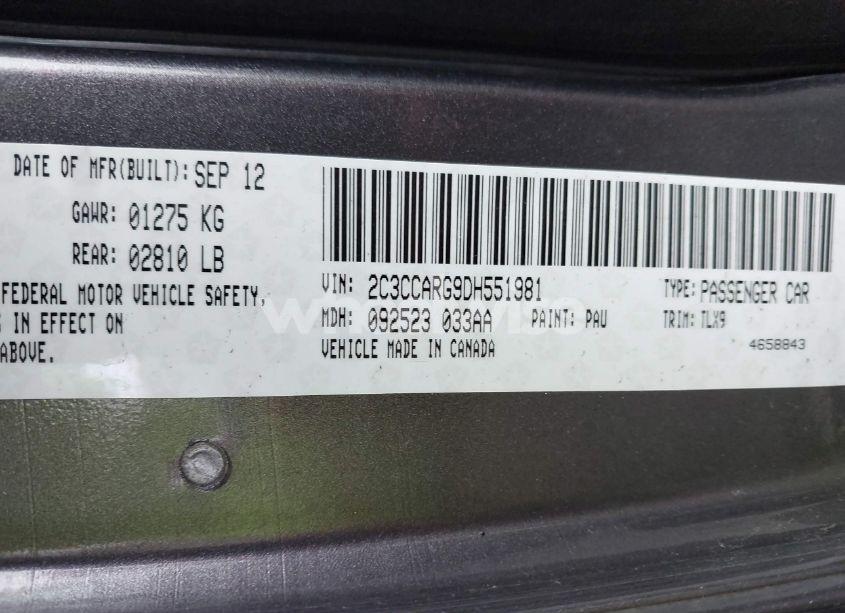 DATE OF MFR(BUILT): SEP 12
GAWR: 01275 KG
REAR: 02810 LB
FEDERAL MOTOR VEHICLE SAFETY,
IN EFFECT ON
ABOVE.
VIN: 2C3CCARG9DH551981 TYPE: PASSENGER CAR
MDH: 092523 033AA PAINT: PAU TRIM: TLX9
VEHICLE MADE IN CANADA 4658843